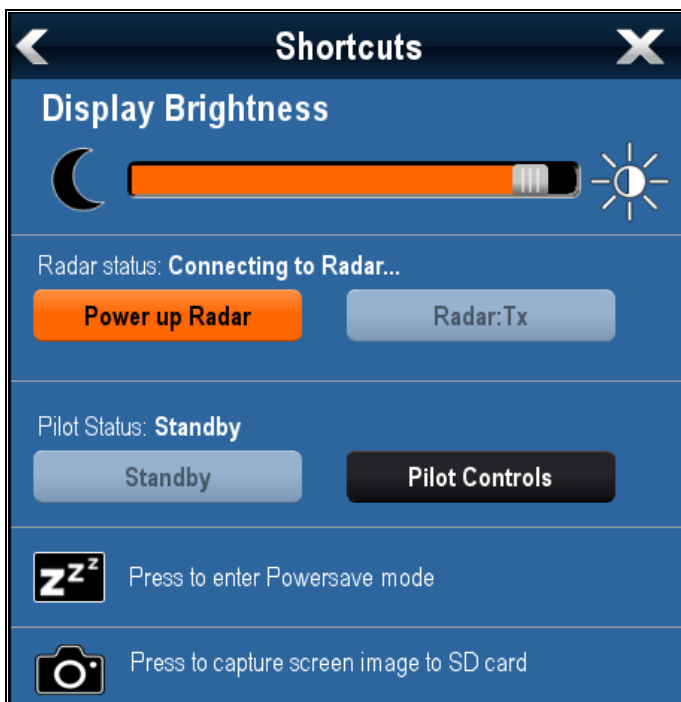 Shortcuts
Display Brightness
Radar status: Connecting to Radar...
Power up Radar
Radar:Tx
Pilot Status: Standby
Standby
Pilot Controls
zzz
Press to enter Powersave mode
Press to capture screen image to SD card